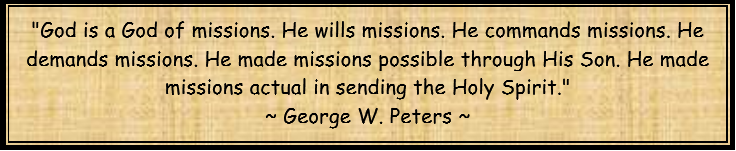 "God is a God of missions. He wills missions. He commands missions. He
demands missions. He made missions possible through His Son. He made
missions actual in sending the Holy Spirit."
~ George W. Peters ~